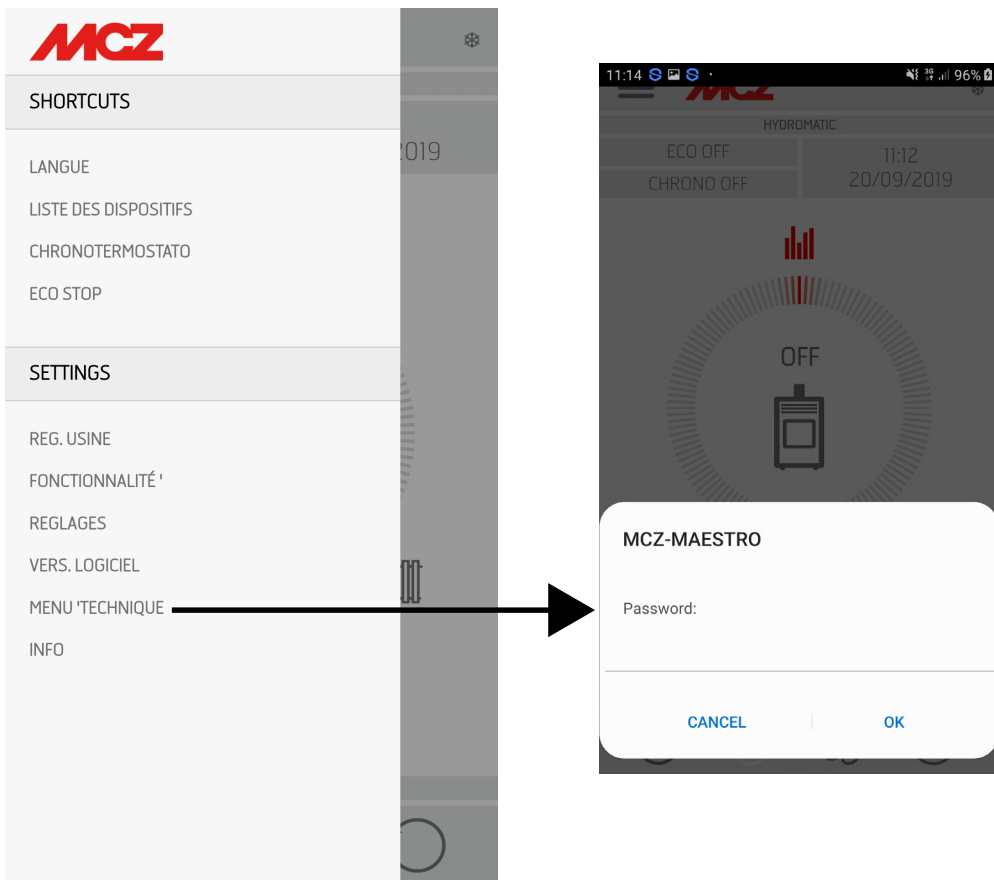 MCZ
SHORTCUTS
LANGUE
LISTE DES DISPOSITIFS
CHRONOTERMOSTATO
ECO STOP
SETTINGS
REG. USINE
FONCTIONNALITÉ '
REGLAGES
VERS. LOGICIEL
MENU 'TECHNIQUE
INFO
2019
11:14
3G
96%
MCZ
HYDROMATIC
ECO OFF
CHRONO OFF
11:12
20/09/2019
OFF
MCZ-MAESTRO
Password:
CANCEL
OK